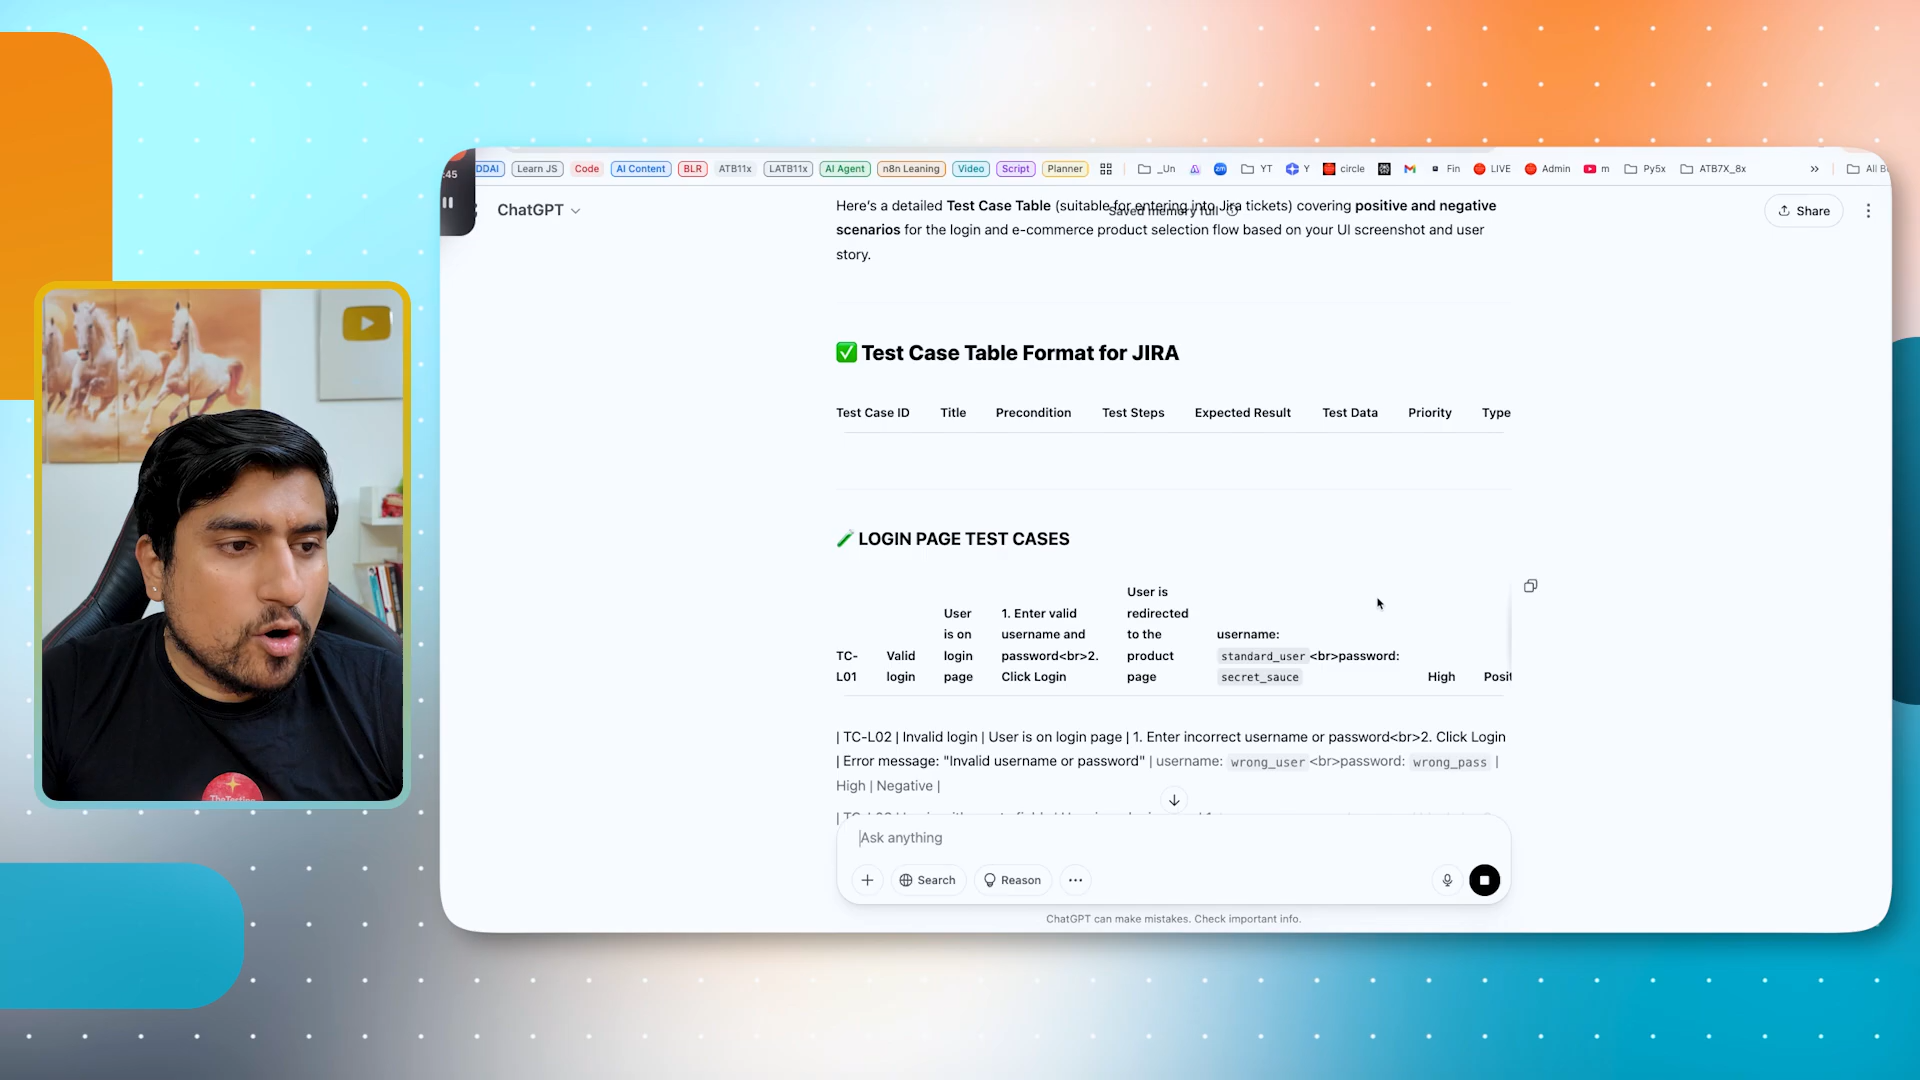 :45
DDAI Learn JS Code AI Content BLR ATB11x LATB11x AI Agent n8n Leaning Video Script Planner _Un YT Y circle Fin LIVE Admin m Py5x ATB7X_8x » All B
ChatGPT
Saved memory full
Share
Here's a detailed Test Case Table (suitable for entering into Jira tickets) covering positive and negative
scenarios for the login and e-commerce product selection flow based on your UI screenshot and user
story.
✅ Test Case Table Format for JIRA
Test Case ID Title Precondition Test Steps Expected Result Test Data Priority Type
LOGIN PAGE TEST CASES
TC-
L01
Valid
login
User
is on
login
page
1. Enter valid
username and
password<br>2.
Click Login
User is
redirected
to the
product
page
username:
standard_user<br>password:
secret_sauce
High
Posit
| TC-L02 | Invalid login | User is on login page | 1. Enter incorrect username or password<br>2. Click Login
| Error message: "Invalid username or password" | username: wrong_user<br>password: wrong_pass |
High | Negative |
Ask anything
Search Reason
ChatGPT can make mistakes. Check important info.